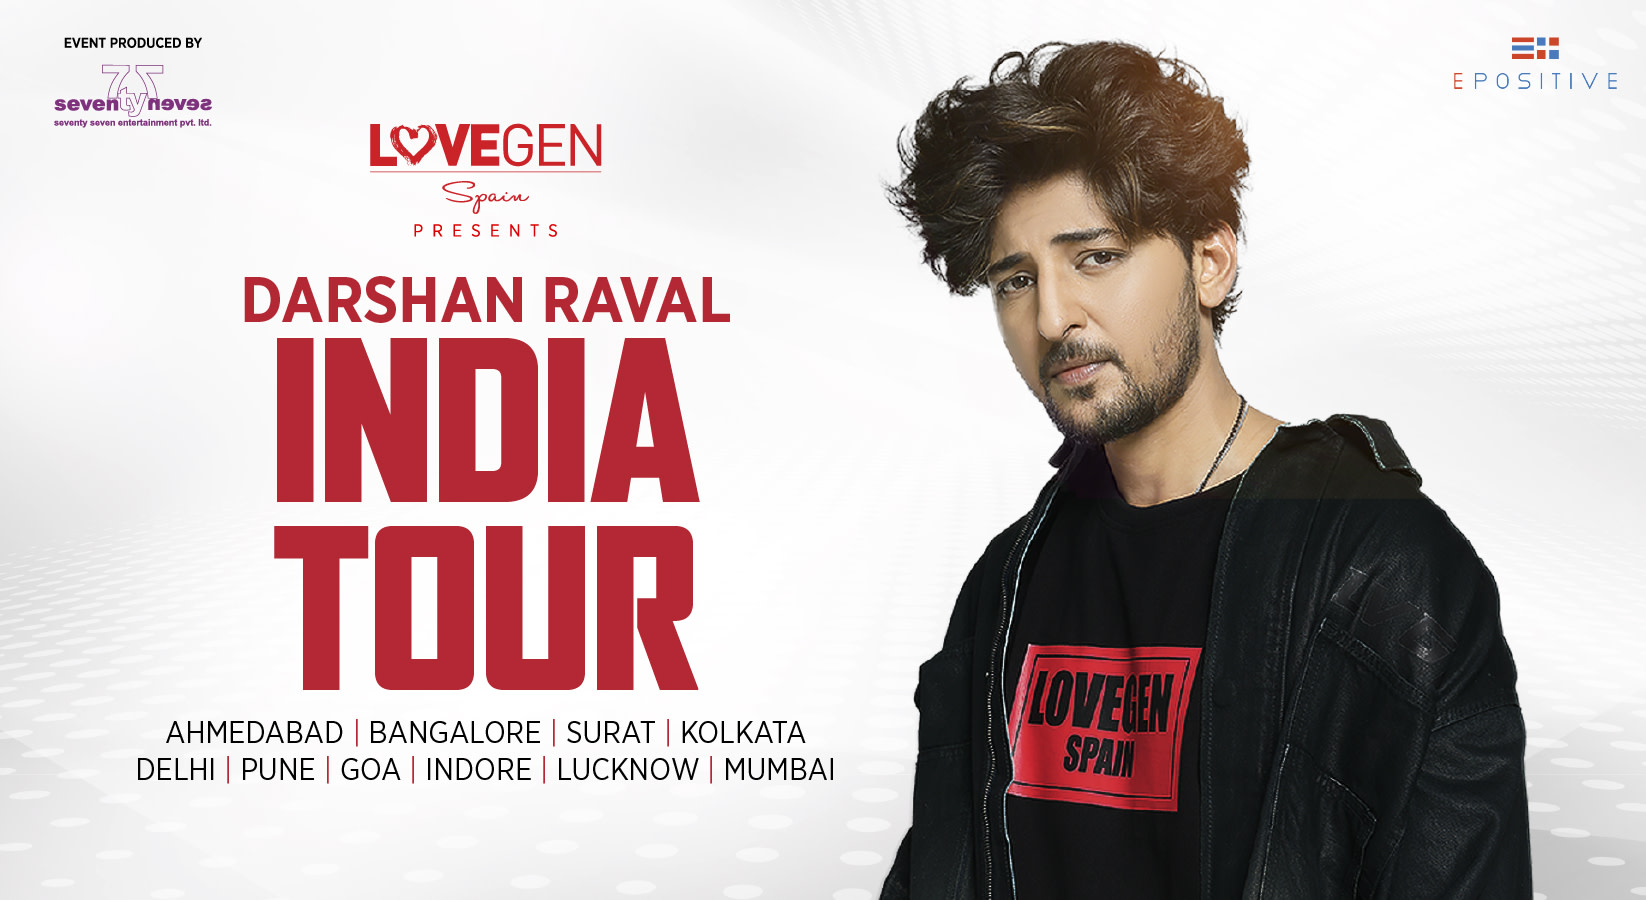 EVENT PRODUCED BY
77
seventy seven
seventy seven entertainment pvt. ltd.
EPOSITIVE
LOVEGEN
Spain
PRESENTS
DARSHAN RAVAL
INDIA
TOUR
AHMEDABAD | BANGALORE | SURAT | KOLKATA
DELHI | PUNE | GOA | INDORE | LUCKNOW | MUMBAI
LOVEGEN
SPAIN